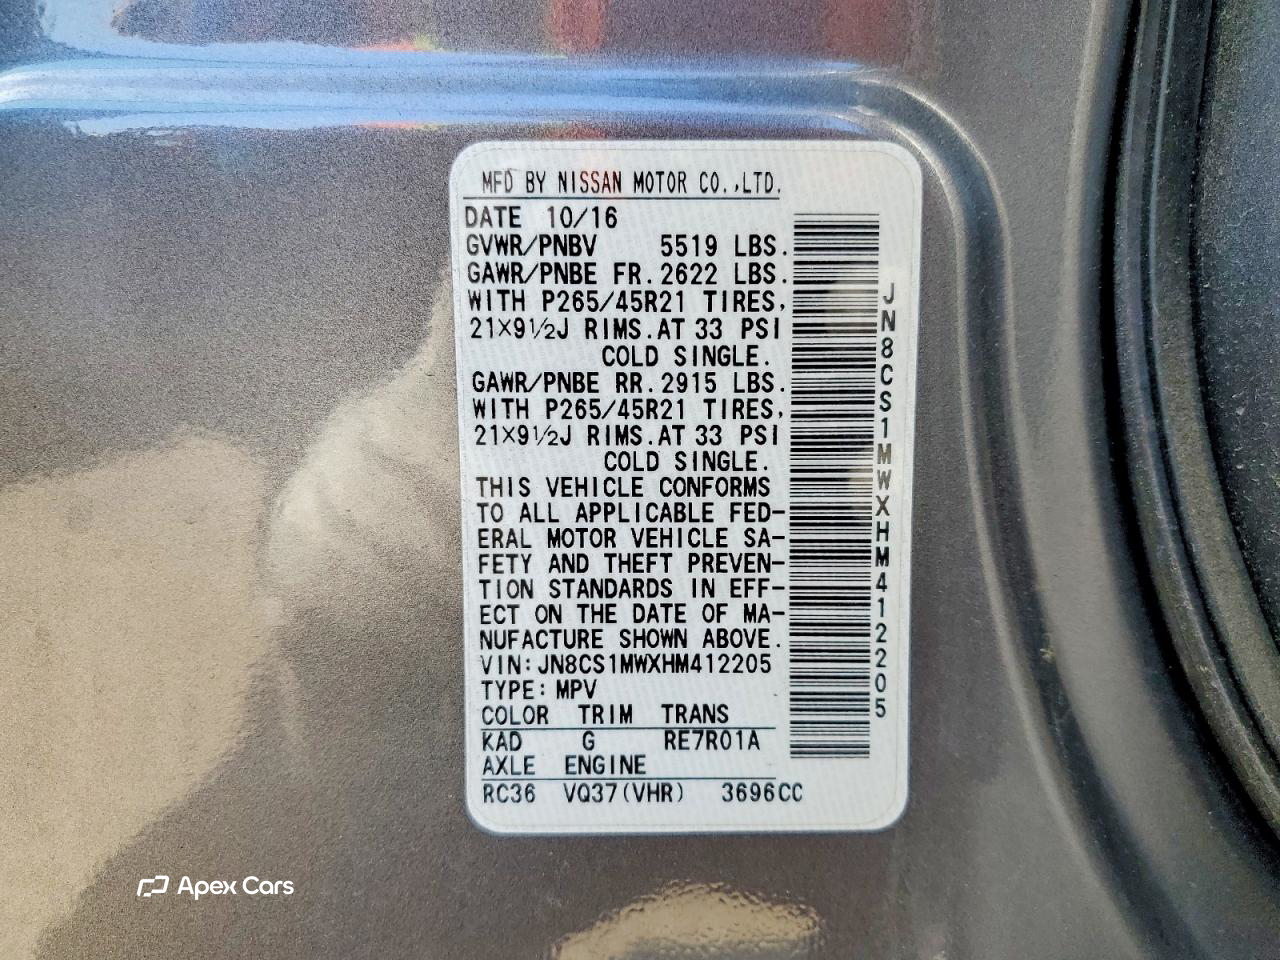 MFD BY NISSAN MOTOR CO.,LTD.
DATE 10/16
GVWR/PNBV 5519 LBS.
GAWR/PNBE FR.2622 LBS.
WITH P265/45R21 TIRES,
21×9½J RIMS.AT 33 PSI
COLD SINGLE.
GAWR/PNBE RR.2915 LBS.
WITH P265/45R21 TIRES,
21×9½J RIMS.AT 33 PSI
COLD SINGLE.
THIS VEHICLE CONFORMS
TO ALL APPLICABLE FED-
ERAL MOTOR VEHICLE SA-
FETY AND THEFT PREVEN-
TION STANDARDS IN EFF-
ECT ON THE DATE OF MA-
NUFACTURE SHOWN ABOVE.
VIN:JN8CS1MWXHM412205
TYPE:MPV
COLOR TRIM TRANS
KAD G RE7R01A
AXLE ENGINE
RC36 VQ37(VHR) 3696CC
JN8CS1MWXHM412205
Apex Cars